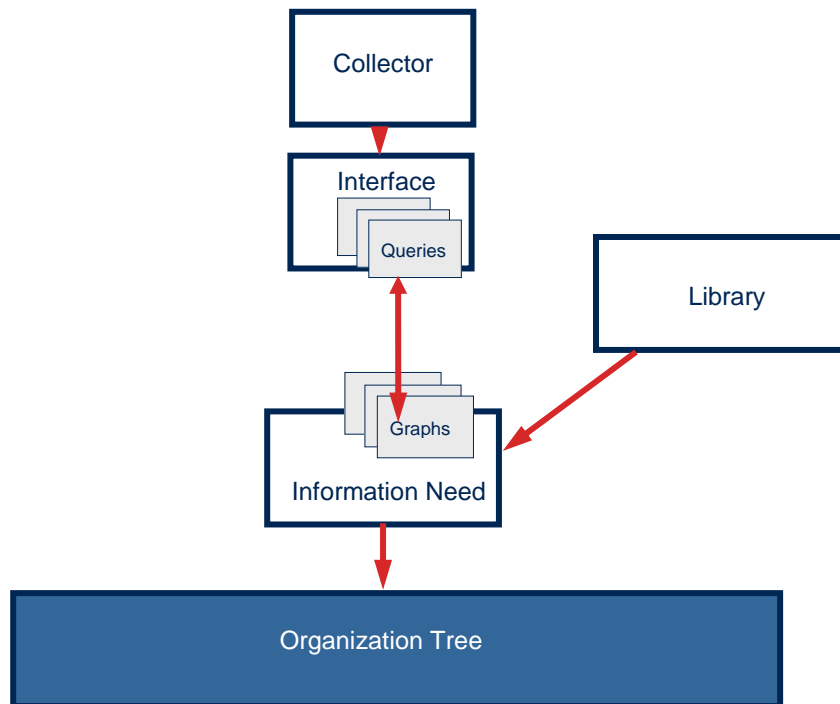 Collector
Interface
Queries
Library
Graphs
Information Need
Organization Tree